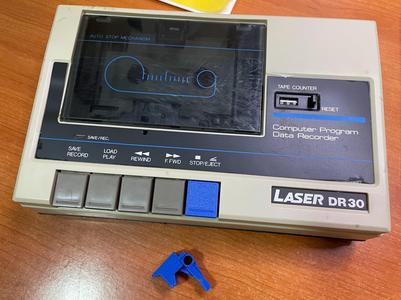 AUTO STOP MECHANISM
TAPE COUNTER
RESET
Computer Program
Data Recorder
SAVE/REC.
SAVE RECORD
LOAD PLAY
REWIND
F.FWD
STOP/EJECT
LASER DR30